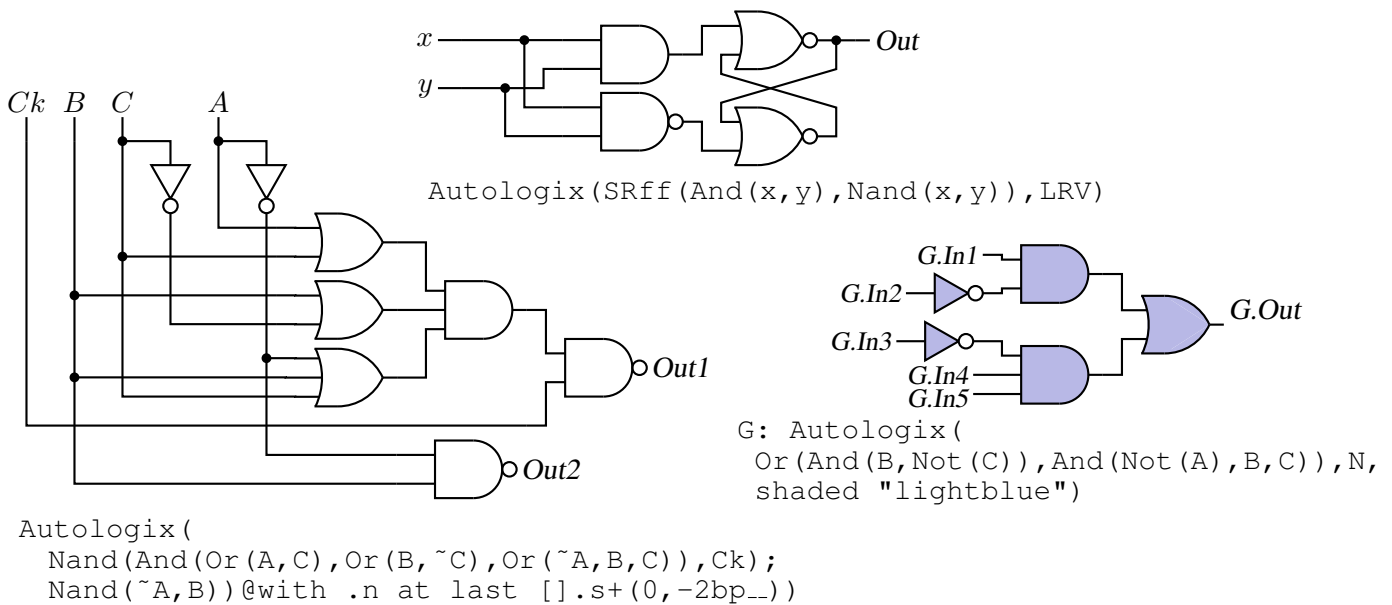 x
Out
y
Autologix(SRff(And(x,y),Nand(x,y)),LRV)
Ck B C A
Out1
Out2
Autologix(
Nand(And(Or(A,C),Or(B,˜C),Or(˜A,B,C)),Ck);
Nand(˜A,B))@with .n at last [].s+(0,-2bp__))
G.In1
G.In2
G.Out
G.In3
G.In4
G.In5
G: Autologix(
Or(And(B,Not(C)),And(Not(A),B,C)),N,
shaded "lightblue")